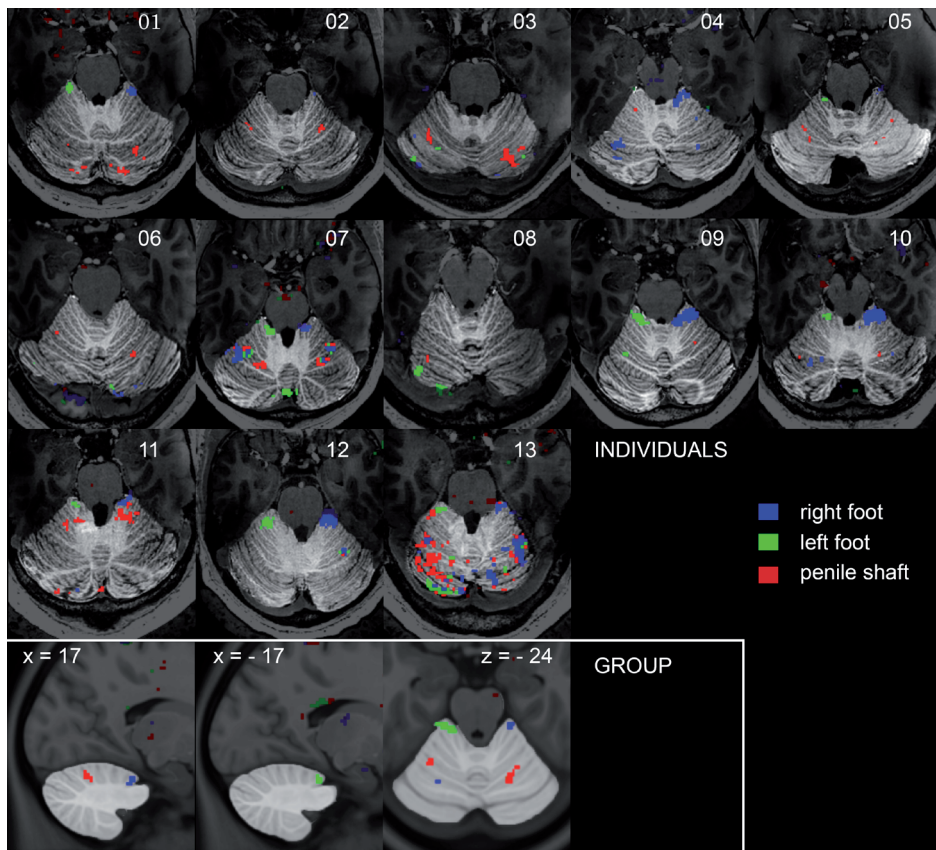 01 02 03 04 05
06 07 08 09 10
11 12 13 INDIVIDUALS
right foot
left foot
penile shaft
x = 17 x = - 17 z = - 24 GROUP